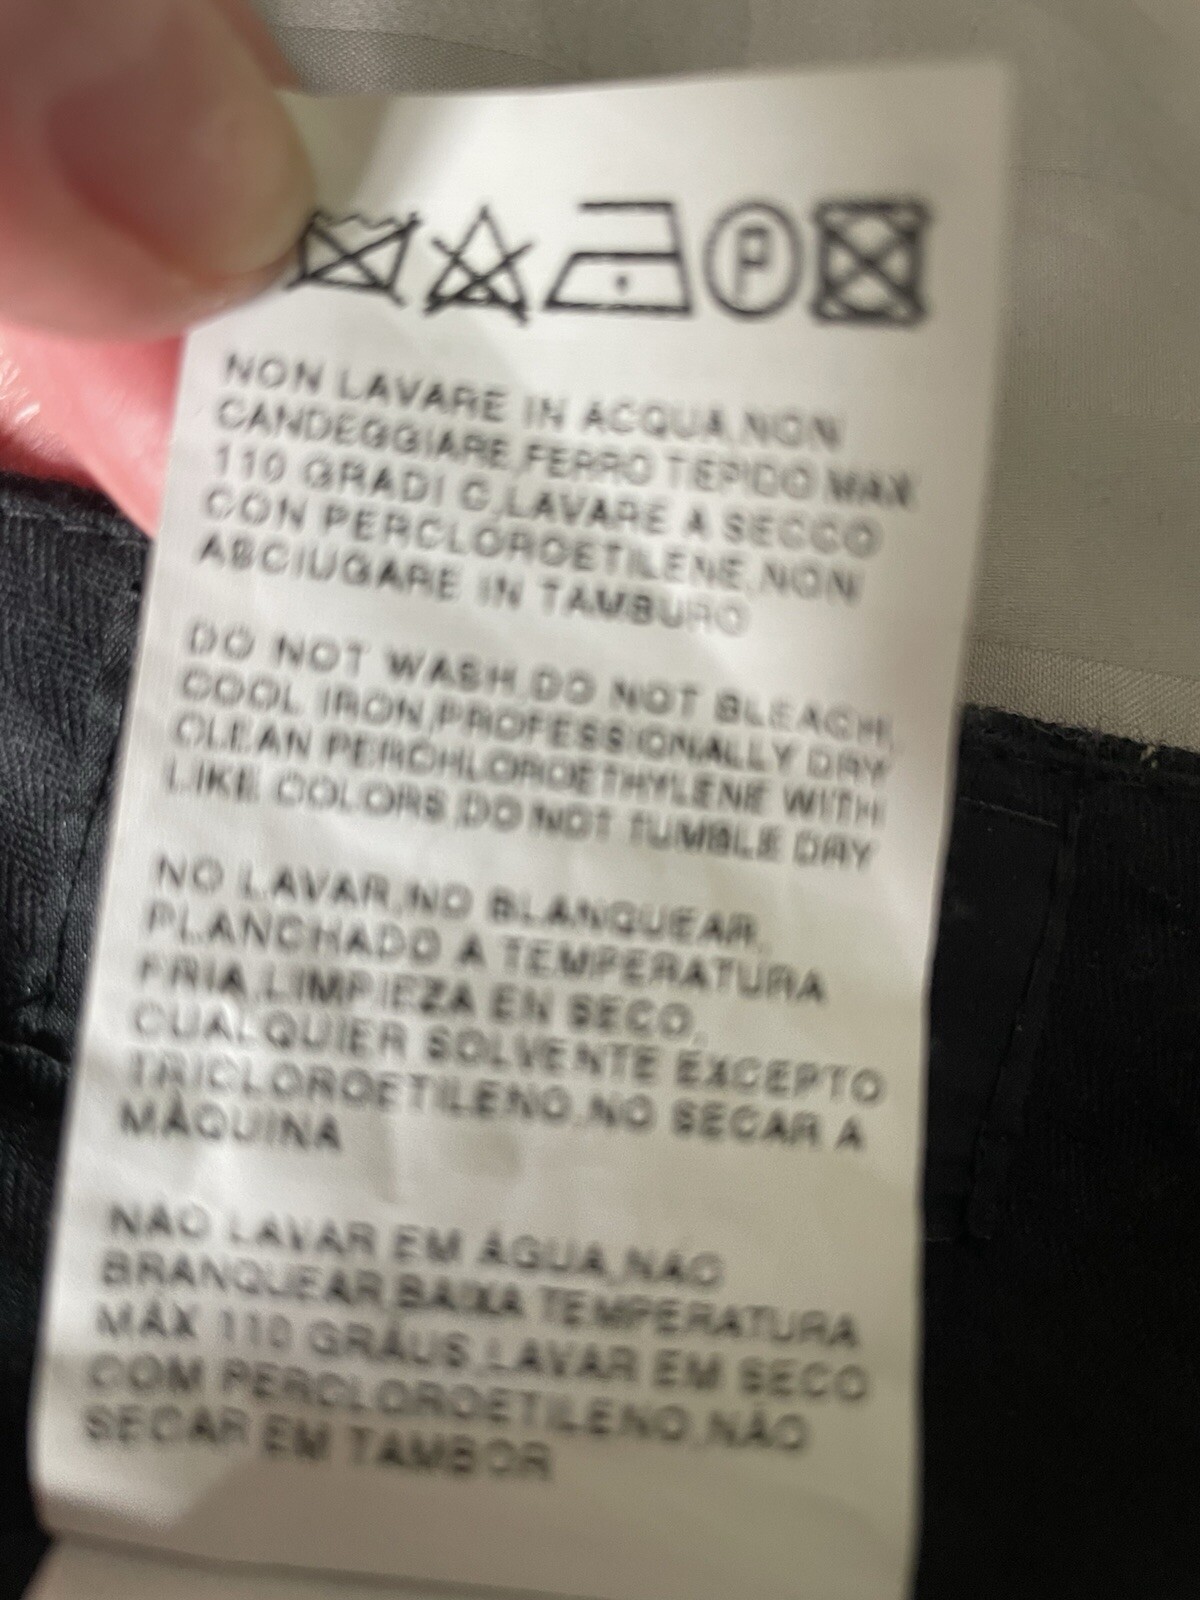 P
NON LAVARE IN ACQUA,NON
CANDEGGIARE,FERRO TEPIDO MAX
110 GRADI C,LAVARE A SECCO
CON PERCLOROETILENE,NON
ASCIUGARE IN TAMBURO
DO NOT WASH,DO NOT BLEACH,
COOL IRON,PROFESSIONALLY DRY
CLEAN PERCHLOROETHYLENE WITH
LIKE COLORS,DO NOT TUMBLE DRY
NO LAVAR,NO BLANQUEAR,
PLANCHADO A TEMPERATURA
FRIA,LIMPIEZA EN SECO,
CUALQUIER SOLVENTE EXCEPTO
TRICLOROETILENO,NO SECAR A
MÁQUINA
NÃO LAVAR EM ÁGUA,NÃO
BRANQUEAR,BAIXA TEMPERATURA
MÁX 110 GRÃUS,LAVAR EM SECO
COM PERCLOROETILENO,NÃO
SECAR EM TAMBOR